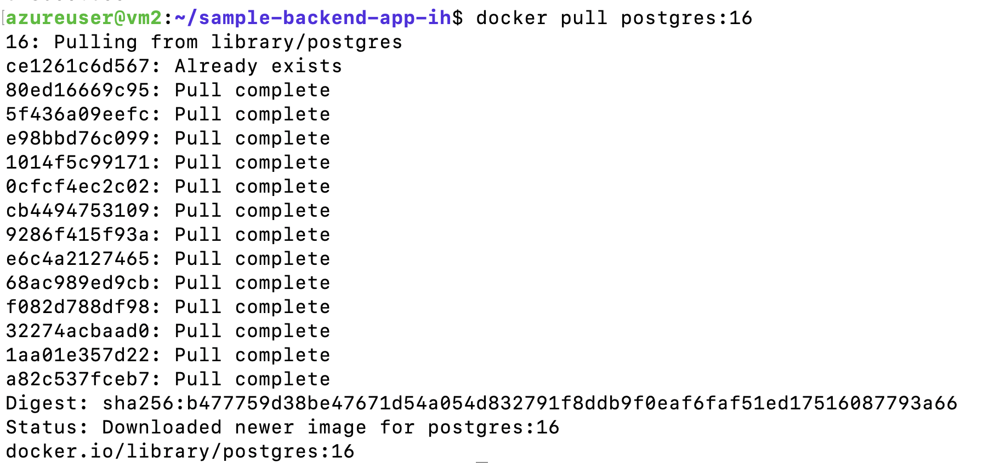 azureuser@vm2:~/sample-backend-app-ih$ docker pull postgres:16
16: Pulling from library/postgres
ce1261c6d567: Already exists
80ed16669c95: Pull complete
5f436a09eefc: Pull complete
e98bbd76c099: Pull complete
1014f5c99171: Pull complete
0cfcf4ec2c02: Pull complete
cb4494753109: Pull complete
9286f415f93a: Pull complete
e6c4a2127465: Pull complete
68ac989ed9cb: Pull complete
f082d788df98: Pull complete
32274acbaad0: Pull complete
1aa01e357d22: Pull complete
a82c537fceb7: Pull complete
Digest: sha256:b477759d38be47671d54a054d832791f8ddb9f0eaf6faf51ed17516087793a66
Status: Downloaded newer image for postgres:16
docker.io/library/postgres:16